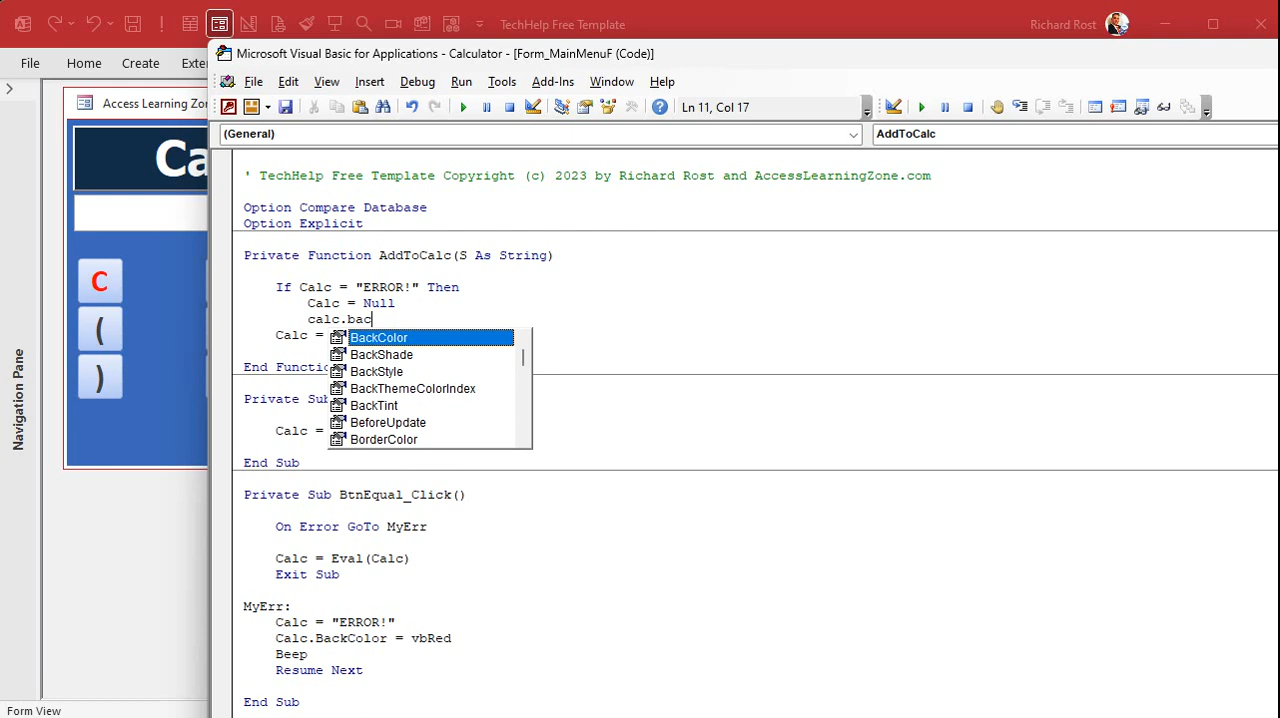 TechHelp Free Template
Richard Rost
File
Home
Create
Microsoft Visual Basic for Applications - Calculator - [Form_MainMenuF (Code)]
File Edit View Insert Debug Run Tools Add-Ins Window Help
Ln 11, Col 17
(General)
AddToCalc
Access Learning Zo
Ca
C
(
)
Navigation Pane
Form View
' TechHelp Free Template Copyright (c) 2023 by Richard Rost and AccessLearningZone.com
Option Compare Database
Option Explicit
Private Function AddToCalc(S As String)
If Calc = "ERROR!" Then
Calc = Null
calc.bac
Calc =
End Functio
BackColor
BackShade
BackStyle
BackThemeColorIndex
BackTint
BeforeUpdate
BorderColor
Private Sub
Calc =
End Sub
Private Sub BtnEqual_Click()
On Error GoTo MyErr
Calc = Eval(Calc)
Exit Sub
MyErr:
Calc = "ERROR!"
Calc.BackColor = vbRed
Beep
Resume Next
End Sub